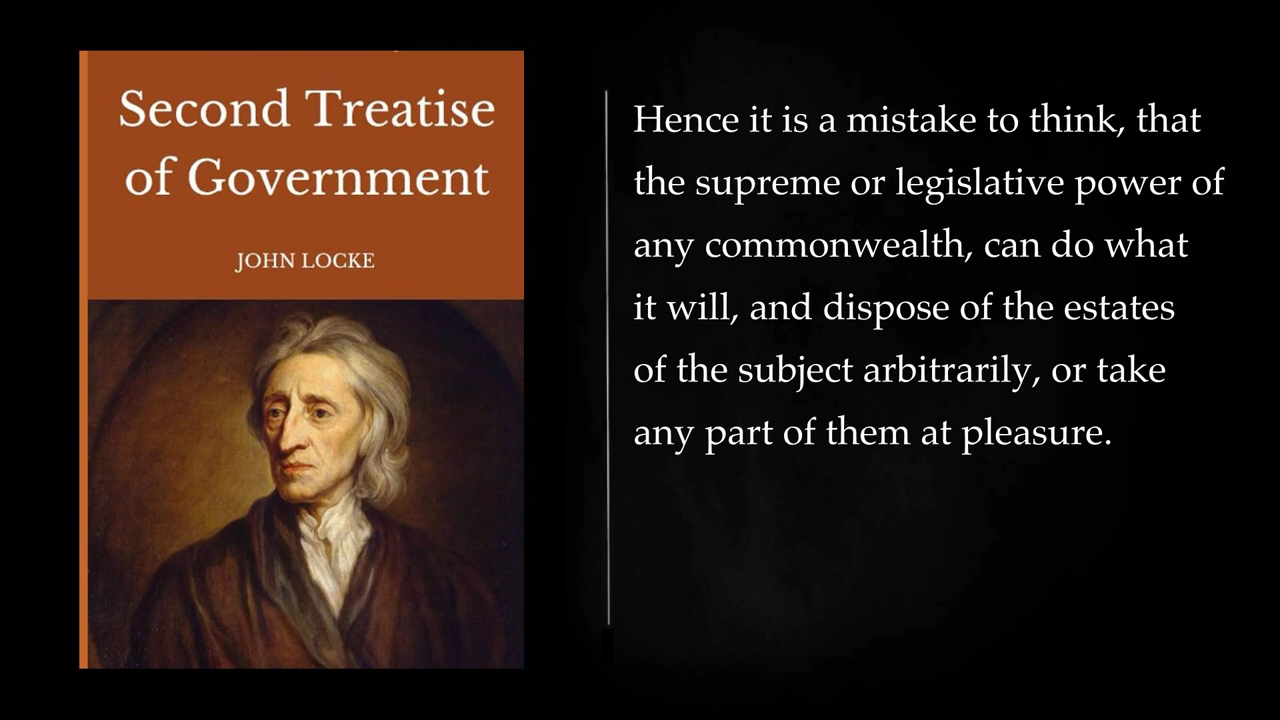 Second Treatise
of Government
JOHN LOCKE
Hence it is a mistake to think, that
the supreme or legislative power of
any commonwealth, can do what
it will, and dispose of the estates
of the subject arbitrarily, or take
any part of them at pleasure.